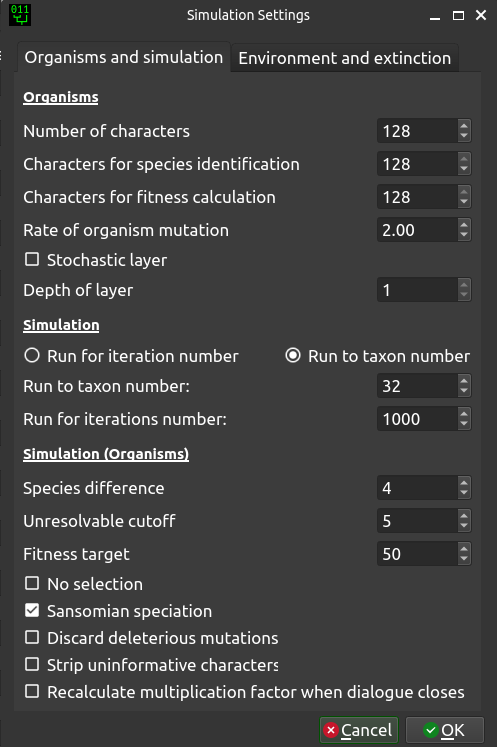 011
Simulation Settings
Organisms and simulation
Environment and extinction
Organisms
Number of characters 128
Characters for species identification 128
Characters for fitness calculation 128
Rate of organism mutation 2.00
Stochastic layer
Depth of layer 1
Simulation
Run for iteration number
Run to taxon number
Run to taxon number: 32
Run for iterations number: 1000
Simulation (Organisms)
Species difference 4
Unresolvable cutoff 5
Fitness target 50
No selection
Sansomian speciation
Discard deleterious mutations
Strip uninformative characters
Recalculate multiplication factor when dialogue closes
Cancel
OK